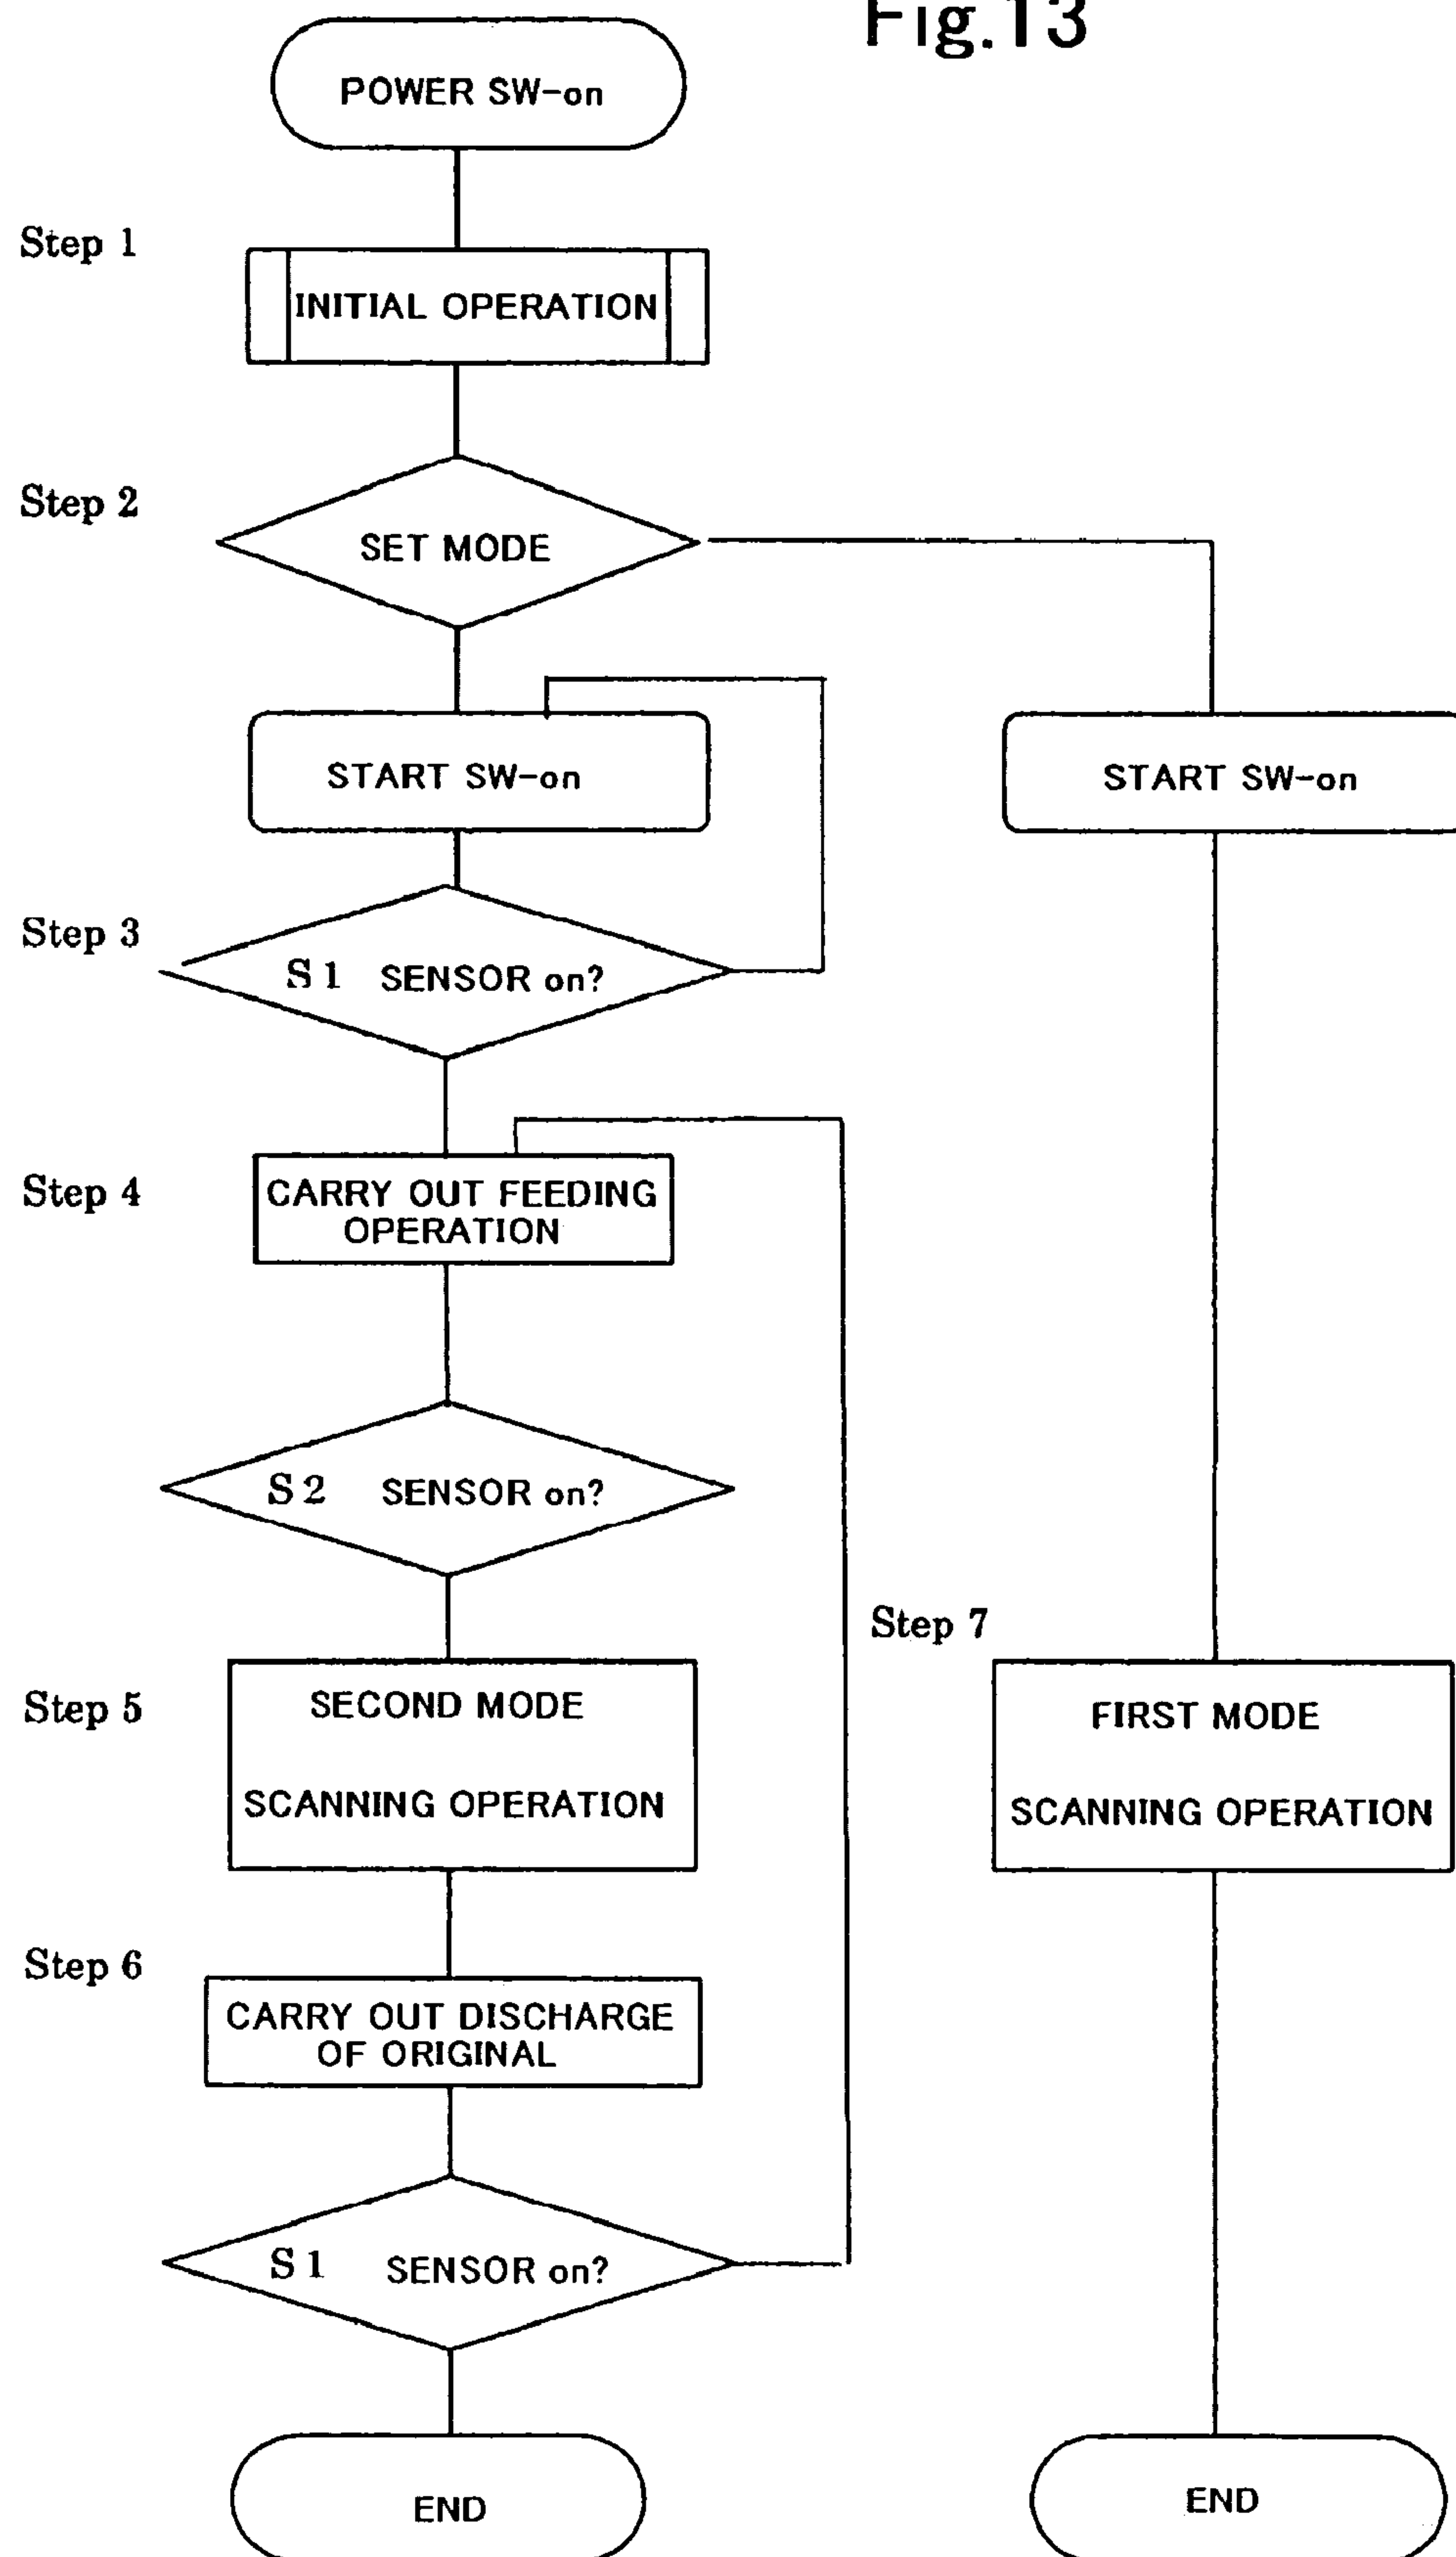 Fig.13
POWER SW-on
Step 1
INITIAL OPERATION
Step 2
SET MODE
START SW-on
START SW-on
Step 3
S1 SENSOR on?
Step 4
CARRY OUT FEEDING
OPERATION
S2 SENSOR on?
Step 7
Step 5
SECOND MODE
SCANNING OPERATION
FIRST MODE
SCANNING OPERATION
Step 6
CARRY OUT DISCHARGE
OF ORIGINAL
S1 SENSOR on?
END
END